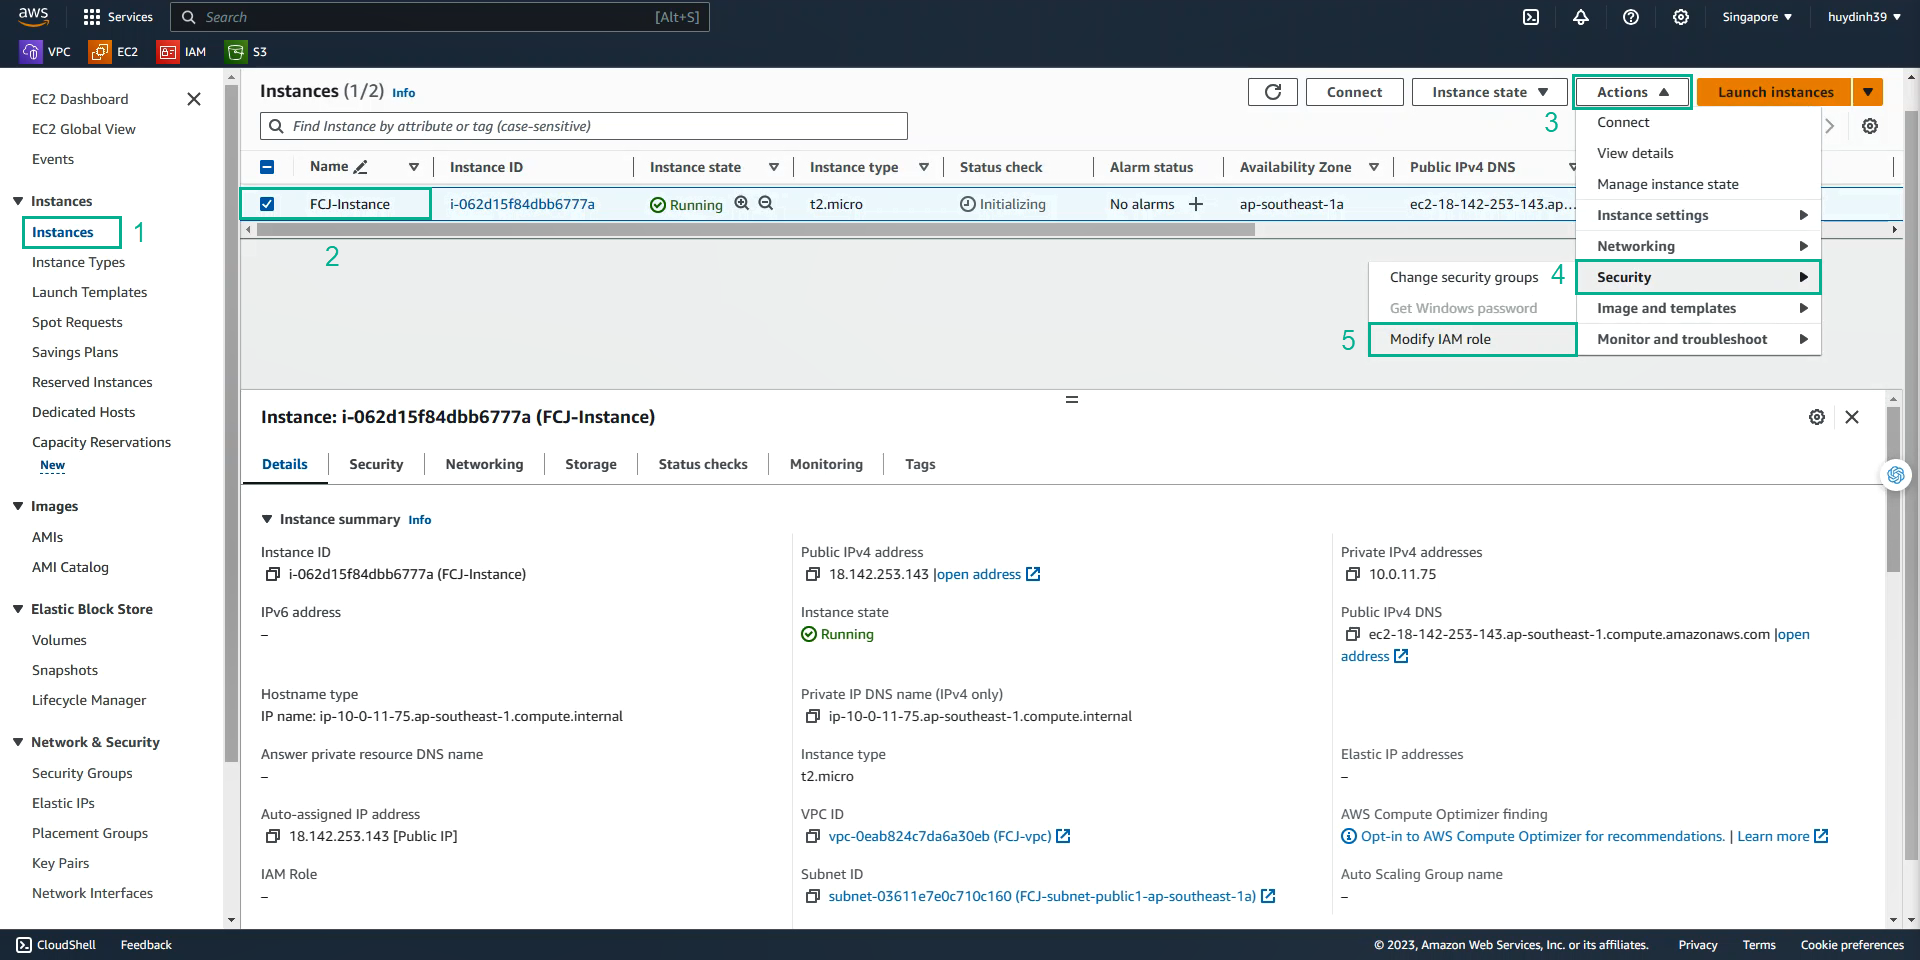 aws
Services
Search
[Alt+S]
Singapore
huydinh39
VPC
EC2
IAM
S3
EC2 Dashboard
EC2 Global View
Events
Instances
Instances
1
Instance Types
Launch Templates
Spot Requests
Savings Plans
Reserved Instances
Dedicated Hosts
Capacity Reservations
New
Images
AMIs
AMI Catalog
Elastic Block Store
Volumes
Snapshots
Lifecycle Manager
Network & Security
Security Groups
Elastic IPs
Placement Groups
Key Pairs
Network Interfaces
Instances (1/2) Info
Connect
Instance state
Actions
Launch instances
3
Find Instance by attribute or tag (case-sensitive)
Name
Instance ID
Instance state
Instance type
Status check
Alarm status
Availability Zone
Public IPv4 DNS
FCJ-Instance
i-062d15f84dbb6777a
Running
t2.micro
Initializing
No alarms
ap-southeast-1a
ec2-18-142-253-143.ap...
2
Connect
View details
Manage instance state
Instance settings
Networking
Security
Image and templates
Monitor and troubleshoot
4
Change security groups
Get Windows password
5
Modify IAM role
Instance: i-062d15f84dbb6777a (FCJ-Instance)
Details
Security
Networking
Storage
Status checks
Monitoring
Tags
Instance summary Info
Instance ID
i-062d15f84dbb6777a (FCJ-Instance)
Public IPv4 address
18.142.253.143 |open address
Private IPv4 addresses
10.0.11.75
IPv6 address
–
Instance state
Running
Public IPv4 DNS
ec2-18-142-253-143.ap-southeast-1.compute.amazonaws.com |open
address
Hostname type
IP name: ip-10-0-11-75.ap-southeast-1.compute.internal
Private IP DNS name (IPv4 only)
ip-10-0-11-75.ap-southeast-1.compute.internal
Answer private resource DNS name
–
Instance type
t2.micro
Elastic IP addresses
–
Auto-assigned IP address
18.142.253.143 [Public IP]
VPC ID
vpc-0eab824c7da6a30eb (FCJ-vpc)
AWS Compute Optimizer finding
Opt-in to AWS Compute Optimizer for recommendations. | Learn more
IAM Role
–
Subnet ID
subnet-03611e7e0c710c160 (FCJ-subnet-public1-ap-southeast-1a)
Auto Scaling Group name
–
CloudShell
Feedback
© 2023, Amazon Web Services, Inc. or its affiliates.
Privacy
Terms
Cookie preferences